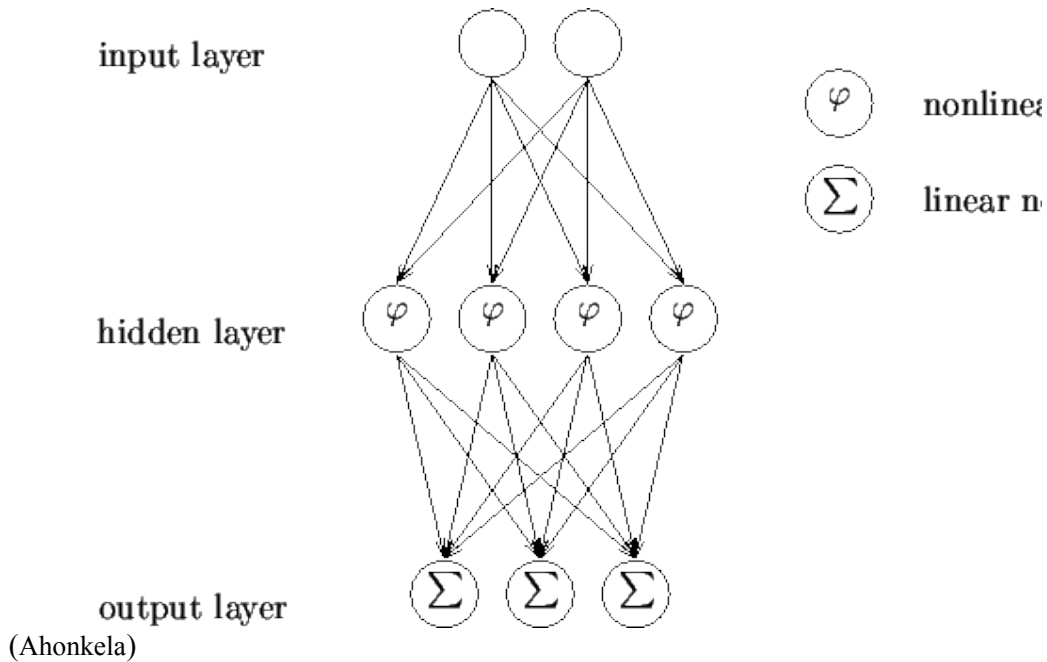 input layer
φ nonlinea
Σ linear n
hidden layer
φ φ φ φ
output layer
Σ Σ Σ
(Ahonkela)